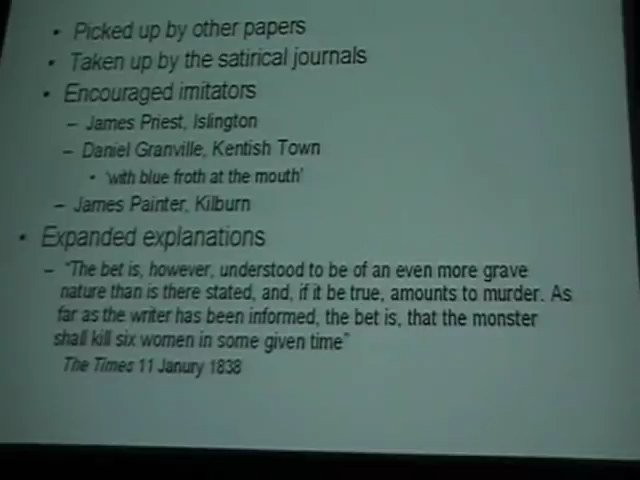 • Picked up by other papers
• Taken up by the satirical journals
• Encouraged imitators
– James Priest, Islington
– Daniel Granville, Kentish Town
• 'with blue froth at the mouth'
– James Painter, Kilburn
• Expanded explanations
– "The bet is, however, understood to be of an even more grave
nature than is there stated, and, if it be true, amounts to murder. As
far as the writer has been informed, the bet is, that the monster
shall kill six women in some given time"
The Times 11 Janury 1838